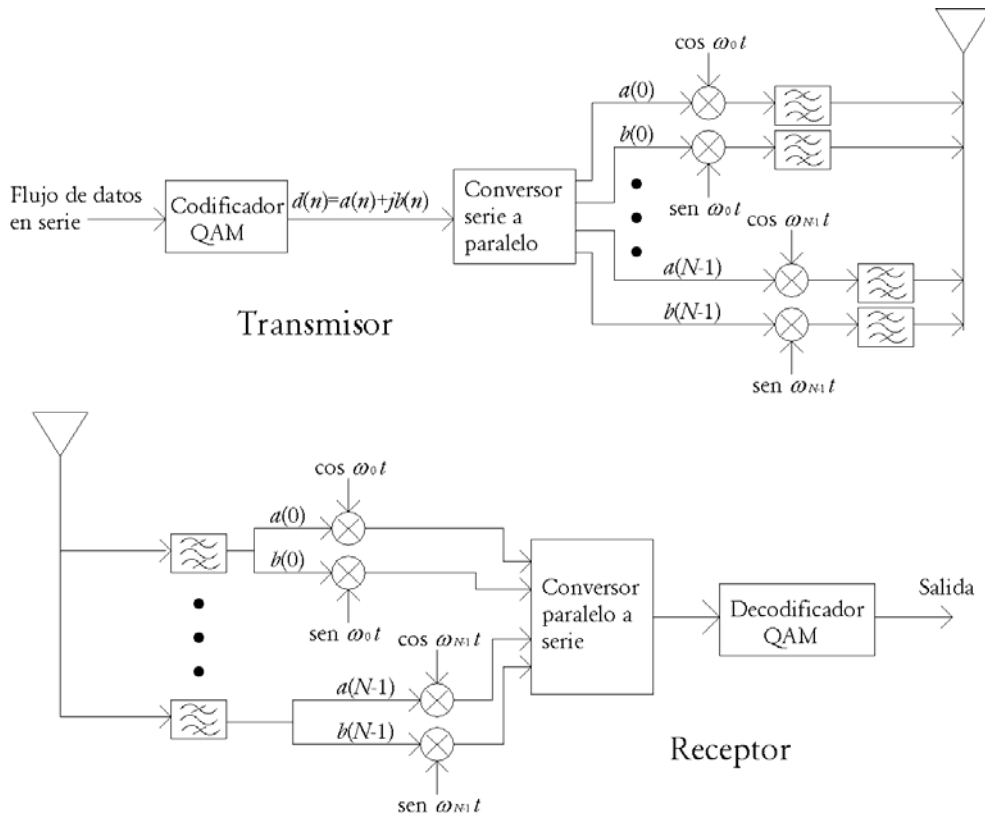 cos ω₀t
a(0)
b(0)
Flujo de datos
en serie
Codificador
QAM
d(n)=a(n)+jb(n)
Conversor
serie a
paralelo
sen ω₀t
cos ωN-1t
a(N-1)
b(N-1)
Transmisor
sen ωN-1t
cos ω₀t
a(0)
b(0)
sen ω₀t
cos ωN-1t
a(N-1)
b(N-1)
sen ωN-1t
Conversor
paralelo a
serie
Decodificador
QAM
Salida
Receptor